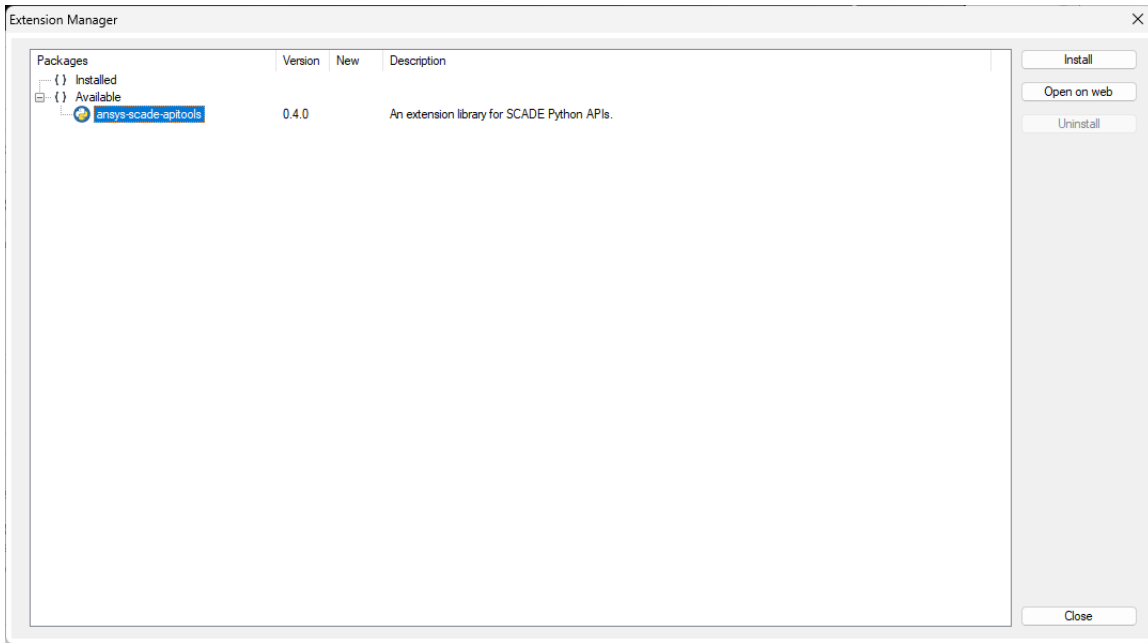 Extension Manager
Packages Version New Description
{ } Installed
{ } Available
ansys-scade-apitools 0.4.0 An extension library for SCADE Python APIs.
Install
Open on web
Uninstall
Close